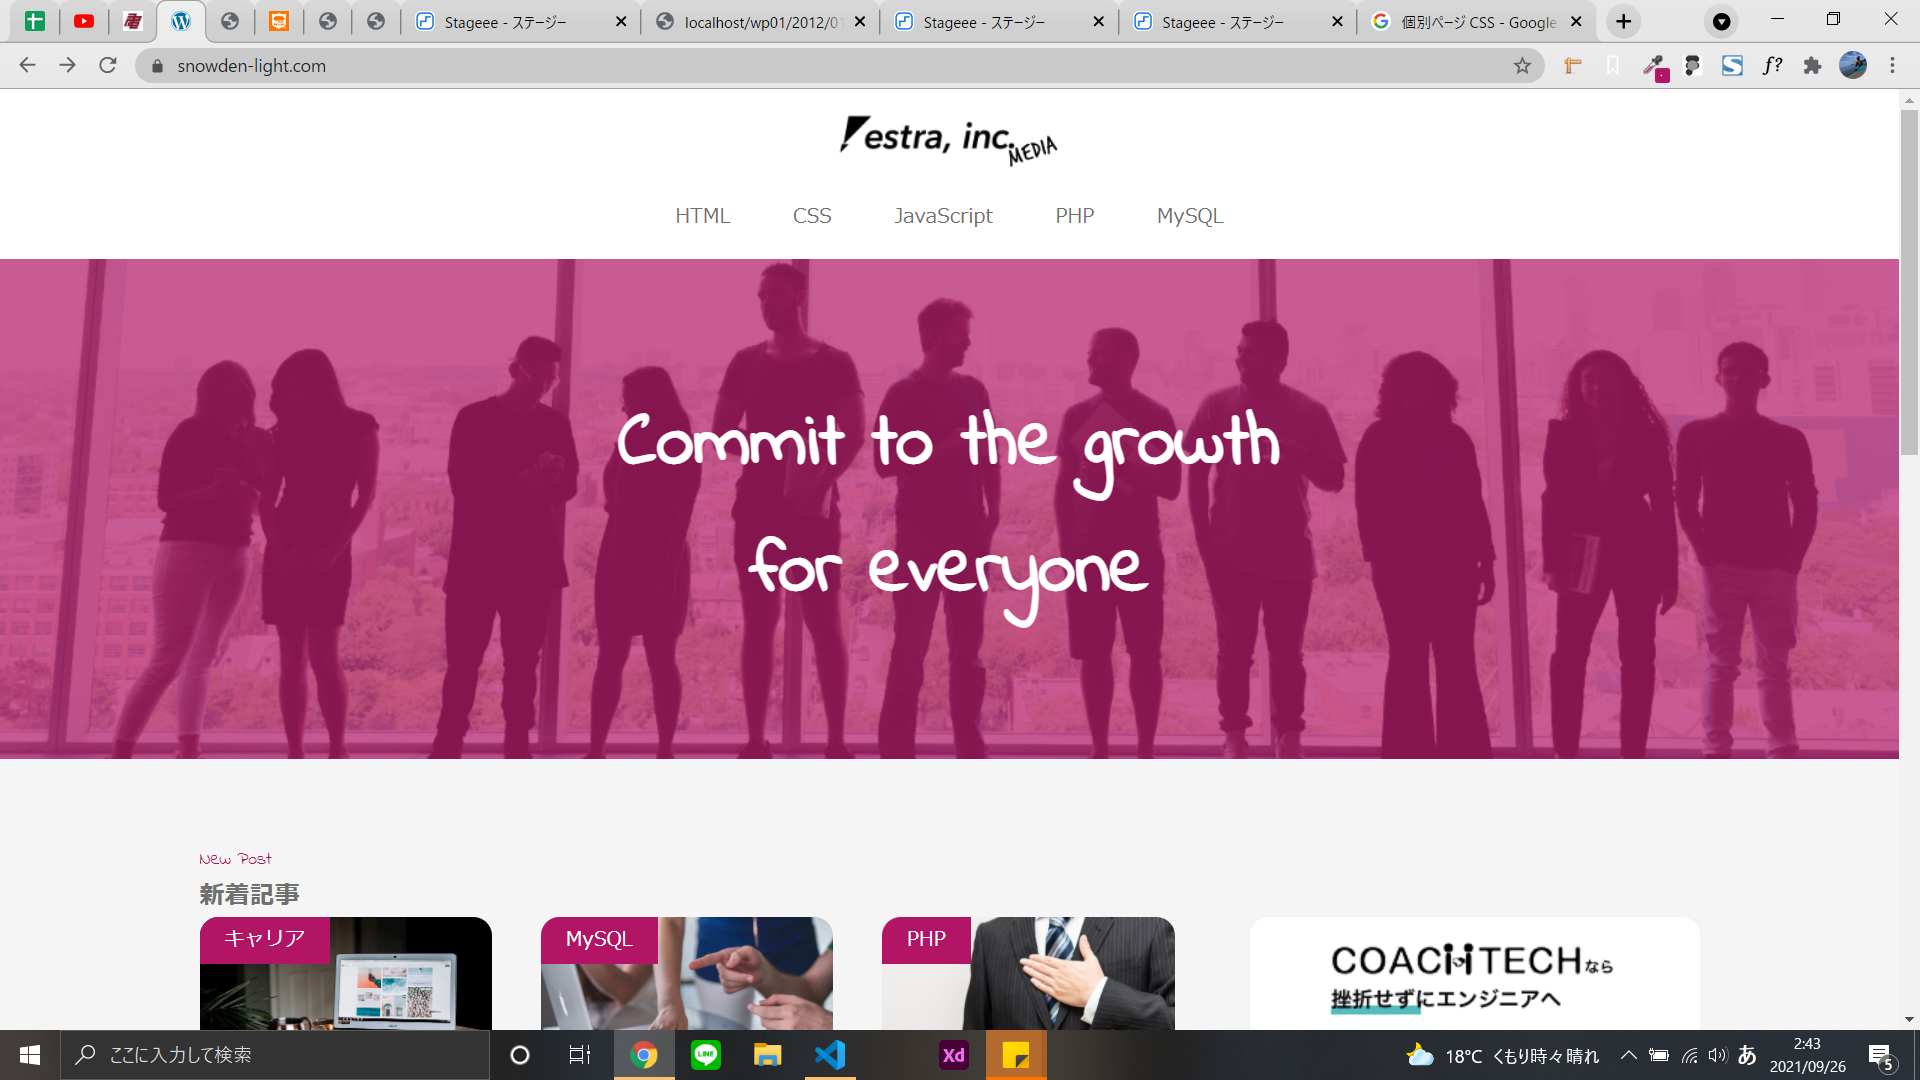 Stageee - ステージー
localhost/wp01/2012/01
Stageee - ステージー
Stageee - ステージー
個別ページ CSS - Google
snowden-light.com
f?
estra, inc.
MEDIA
HTML CSS JavaScript PHP MySQL
Commit to the growth
for everyone
New Post
新着記事
キャリア
MySQL
PHP
COACHTECHなら
挫折せずにエンジニアへ
ここに入力して検索
LINE
Xd
18°C くもり時々晴れ
あ
2:43
2021/09/26
5